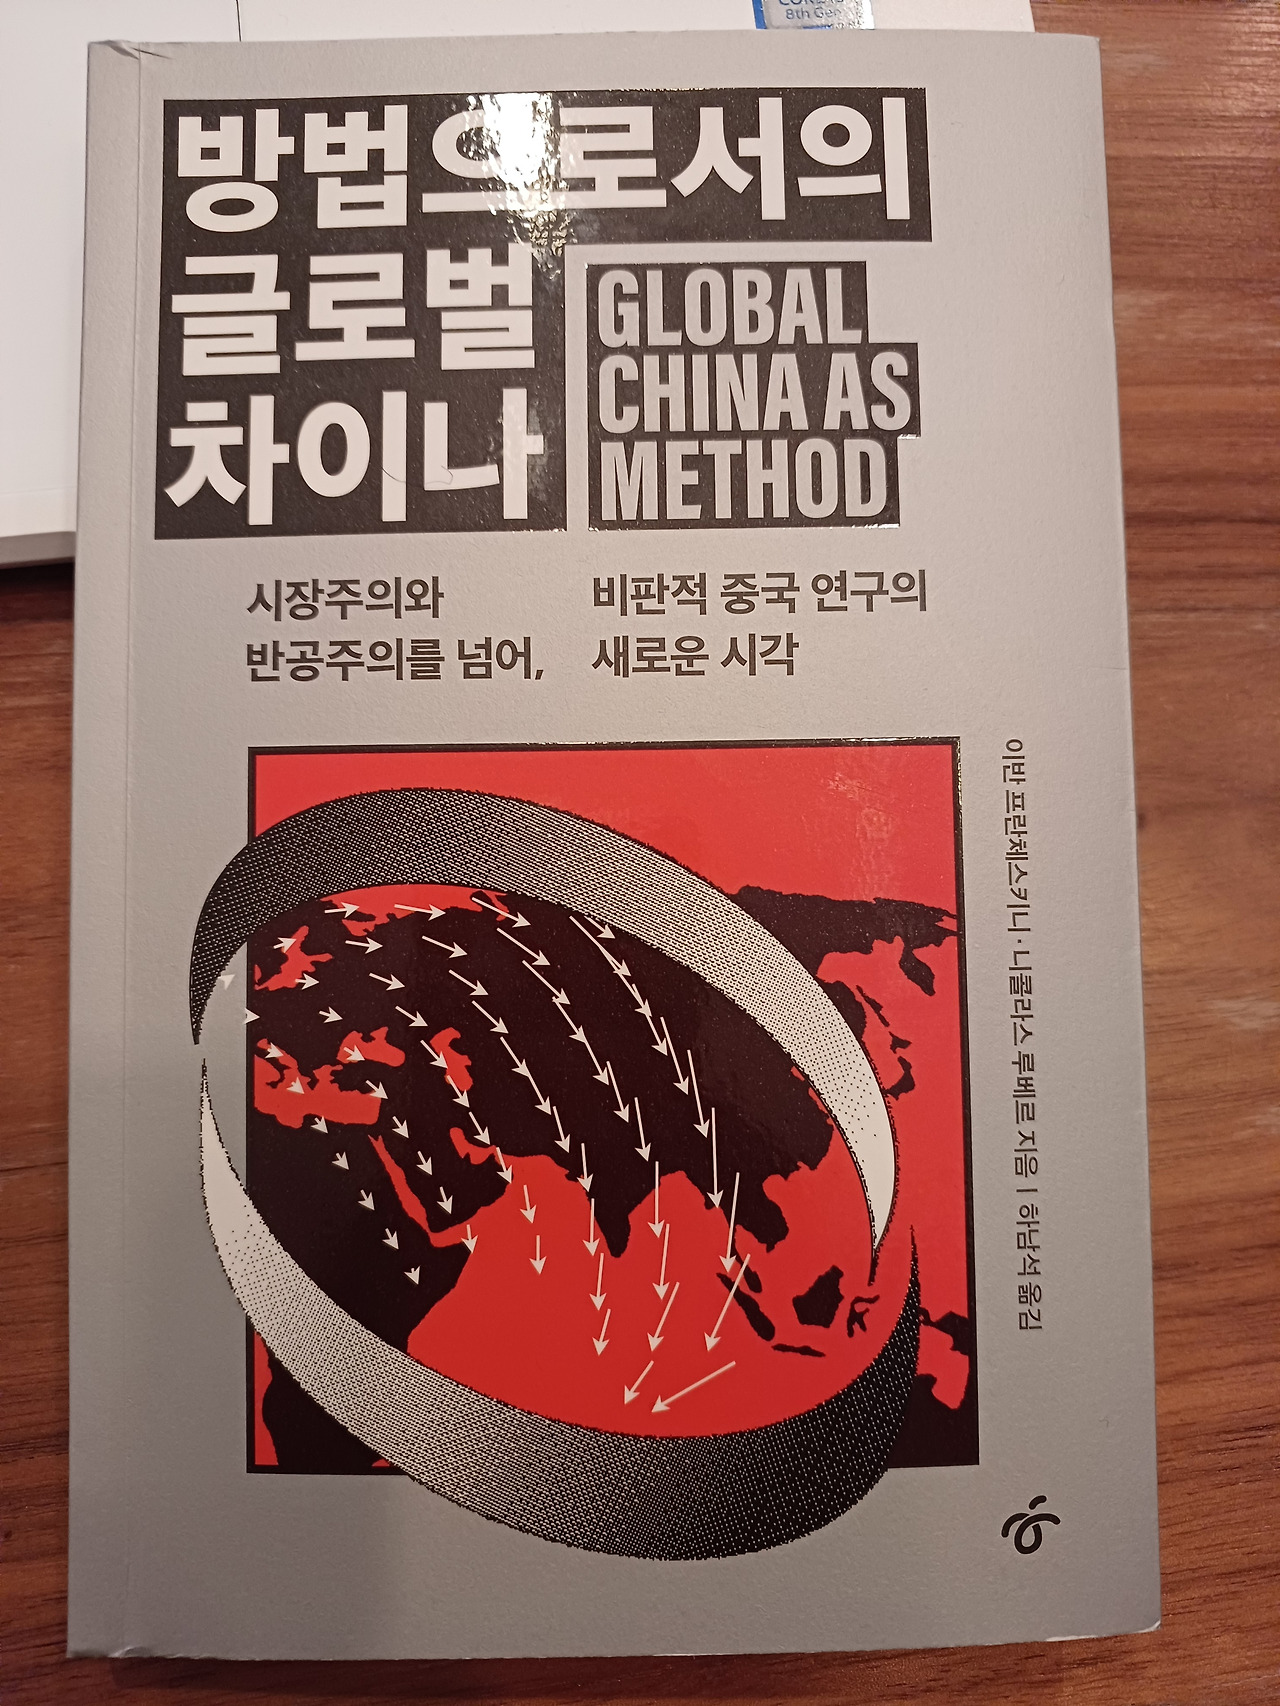 8th Gen
방법으로서의
글로벌
차이나
GLOBAL
CHINA AS
METHOD
시장주의와
반공주의를 넘어,
비판적 중국 연구의
새로운 시각
이반 프란체스키니·니콜라스 루베르 지음 | 하남석 옮김